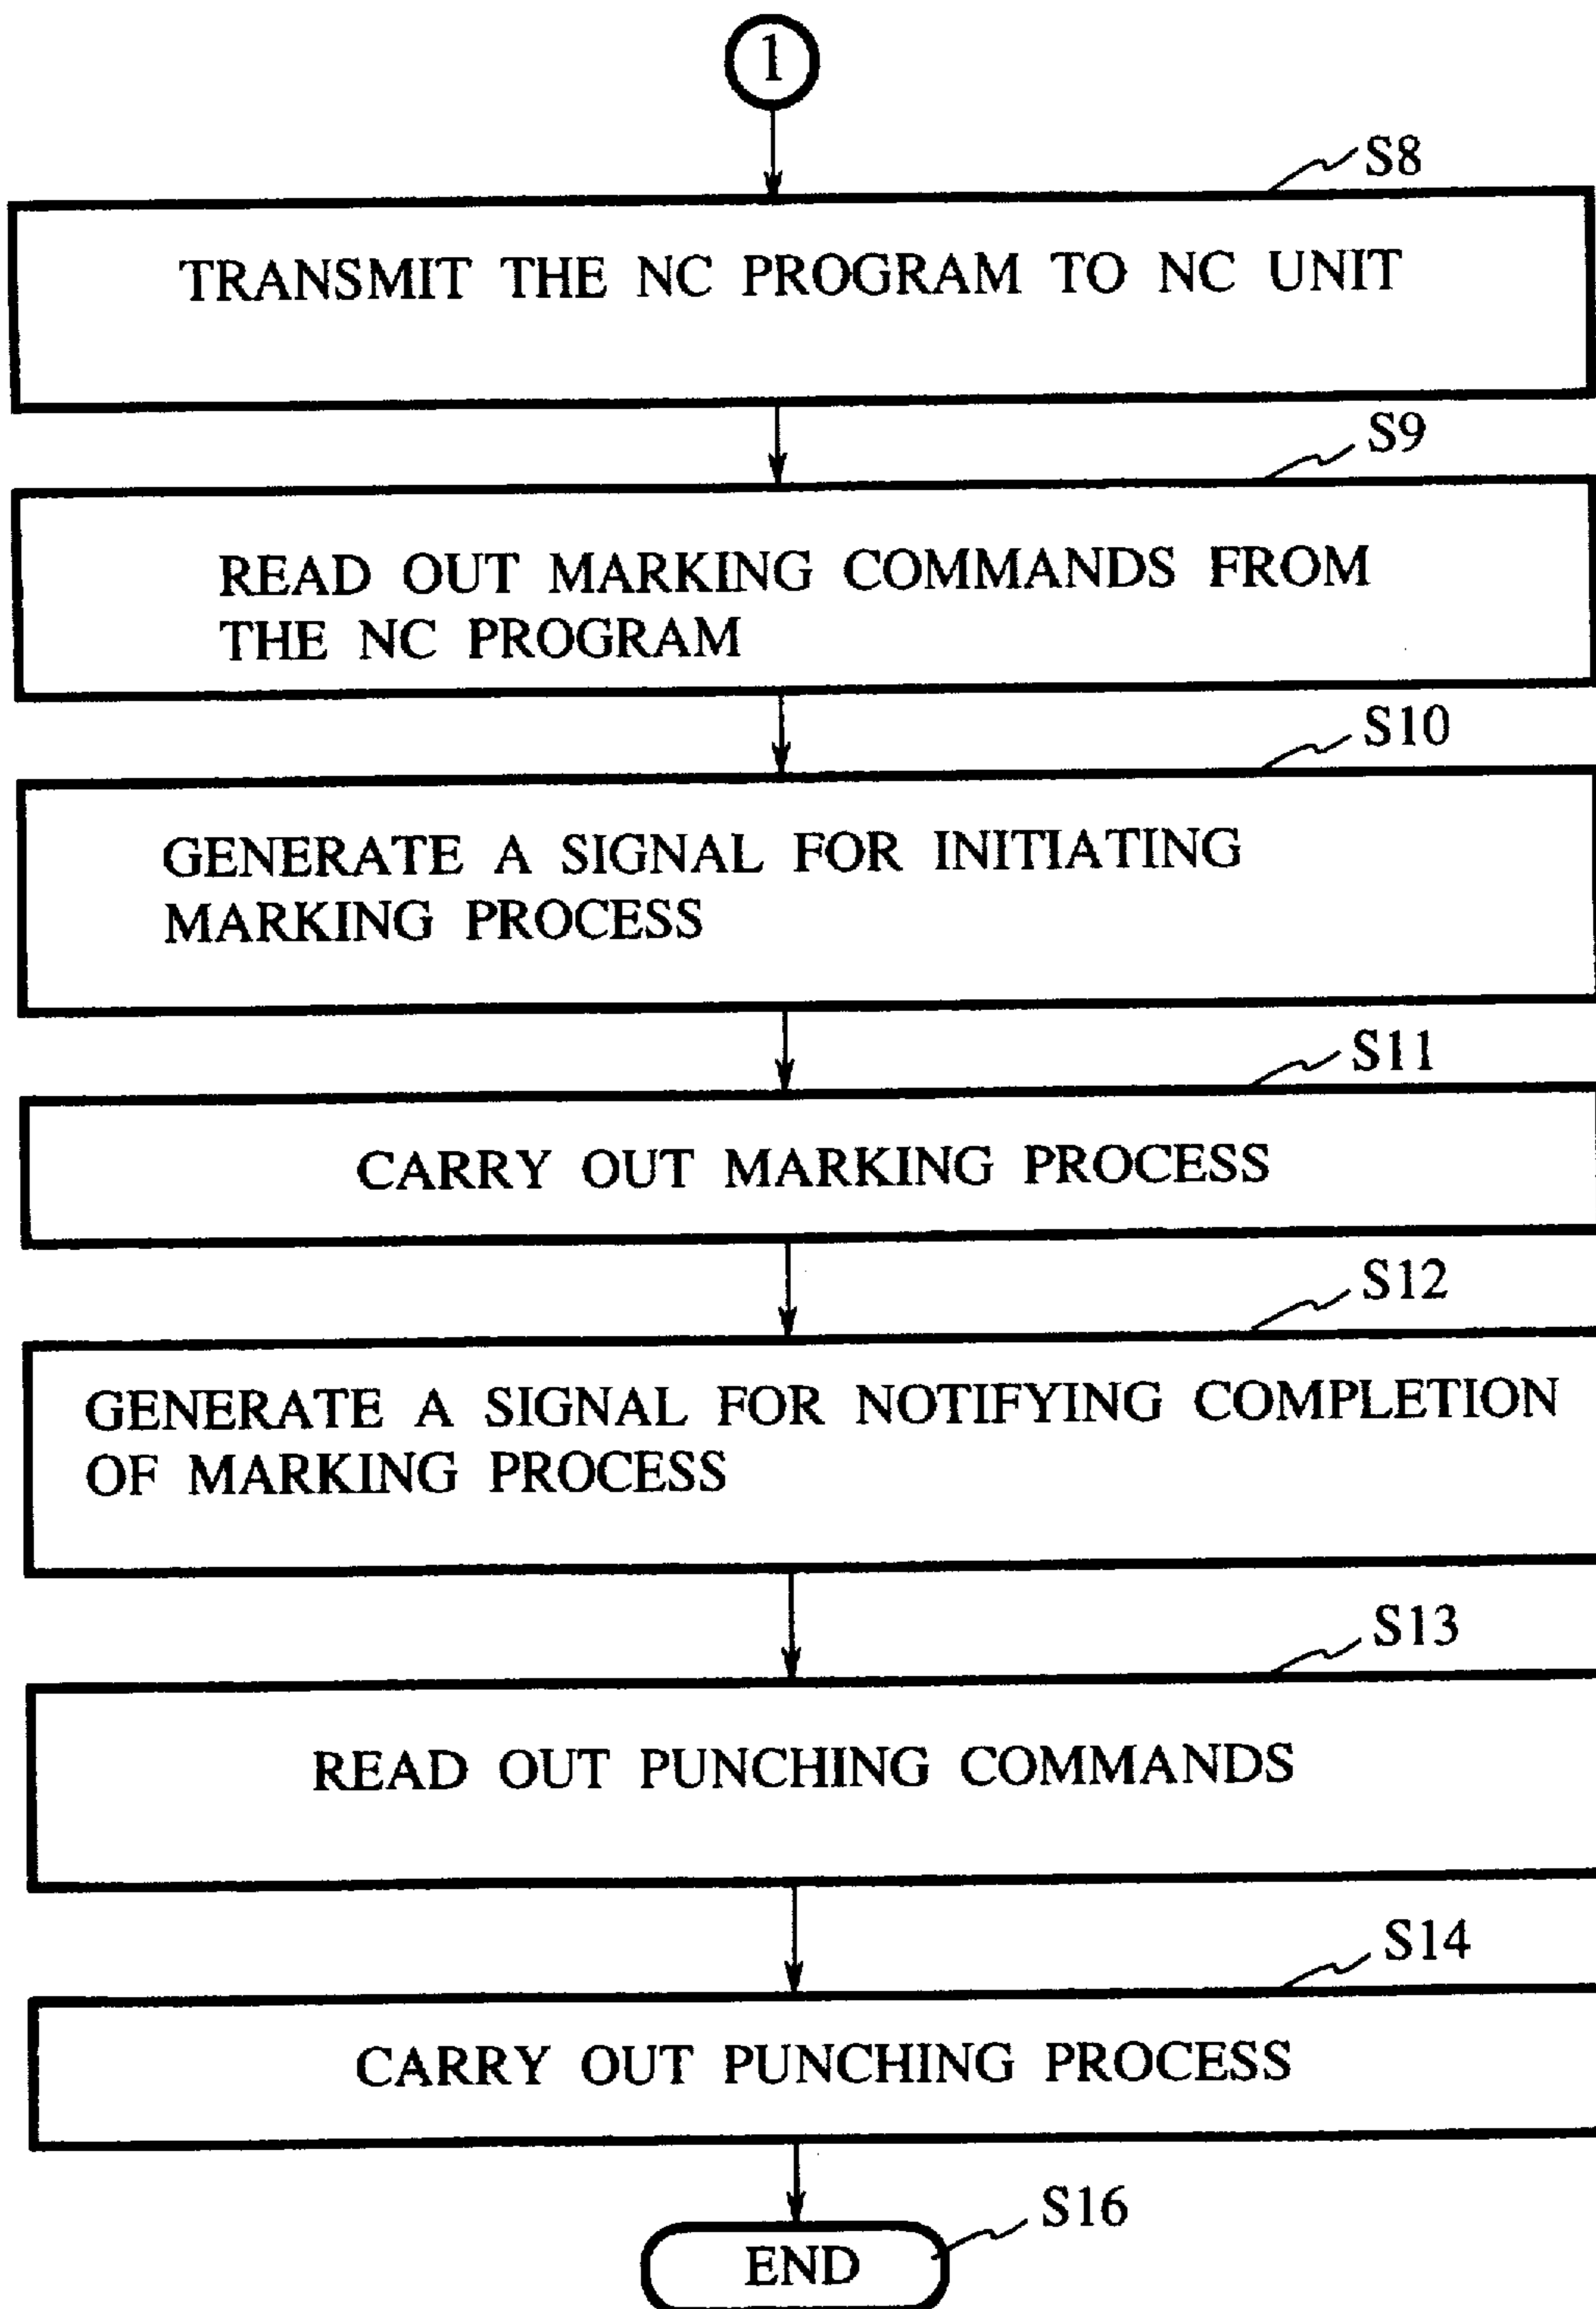 1
S8
TRANSMIT THE NC PROGRAM TO NC UNIT
S9
READ OUT MARKING COMMANDS FROM
THE NC PROGRAM
S10
GENERATE A SIGNAL FOR INITIATING
MARKING PROCESS
S11
CARRY OUT MARKING PROCESS
S12
GENERATE A SIGNAL FOR NOTIFYING COMPLETION
OF MARKING PROCESS
S13
READ OUT PUNCHING COMMANDS
S14
CARRY OUT PUNCHING PROCESS
S16
END